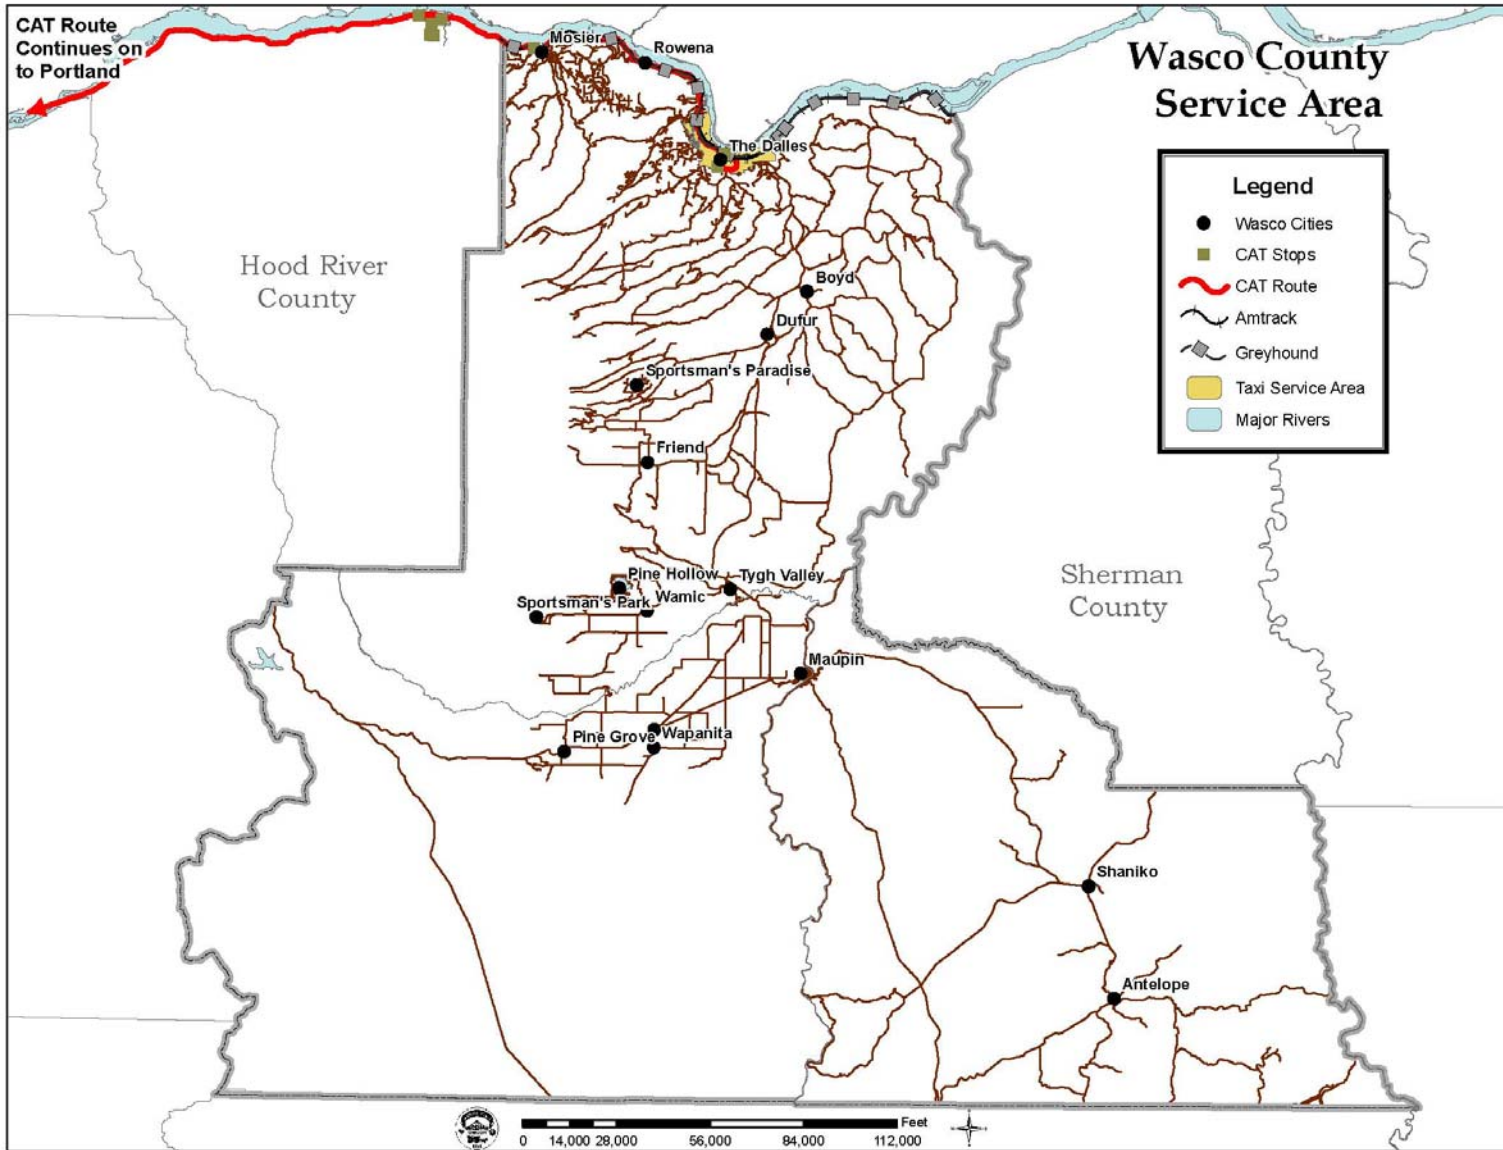 CAT Route
Continues on
to Portland
Wasco County
Service Area
Legend
Wasco Cities
CAT Stops
CAT Route
Amtrack
Greyhound
Taxi Service Area
Major Rivers
Mosier
Rowena
The Dalles
Hood River
County
Boyd
Dufur
Sportsman's Paradise
Friend
Pine Hollow
Tygh Valley
Sportsman's Park
Wamic
Sherman
County
Maupin
Pine Grove
Wapanita
Shaniko
Antelope
Feet
0 14,000 28,000 56,000 84,000 112,000